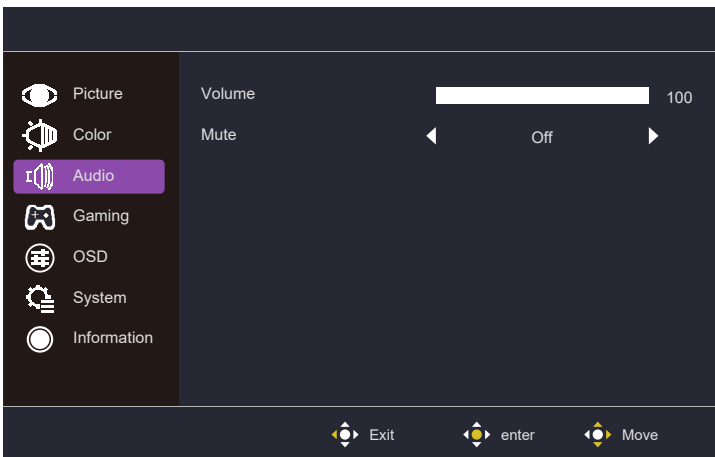 Picture
Color
Audio
Gaming
OSD
System
Information
Volume 100
Mute Off
Exit enter Move